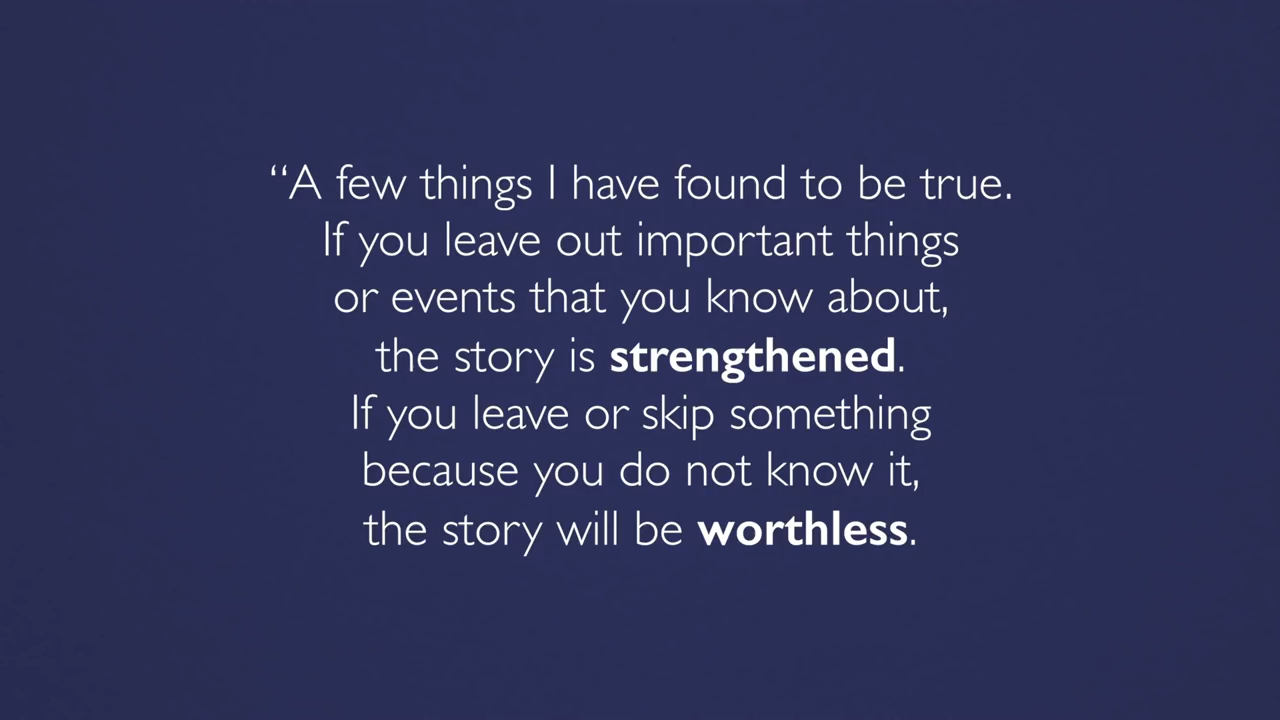 “A few things I have found to be true.
If you leave out important things
or events that you know about,
the story is strengthened.
If you leave or skip something
because you do not know it,
the story will be worthless.